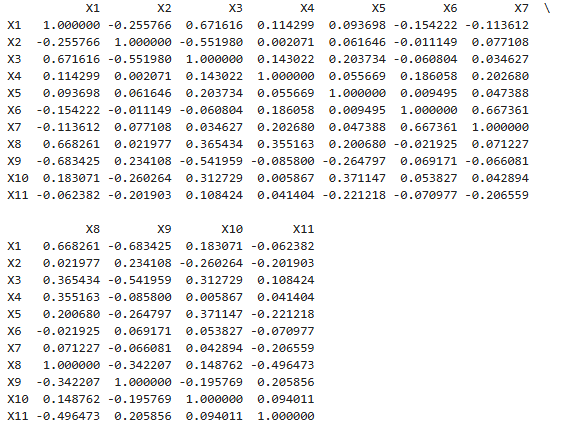 X1 X2 X3 X4 X5 X6 X7 \
X1 1.000000 -0.255766 0.671616 0.114299 0.093698 -0.154222 -0.113612
X2 -0.255766 1.000000 -0.551980 0.002071 0.061646 -0.011149 0.077108
X3 0.671616 -0.551980 1.000000 0.143022 0.203734 -0.060804 0.034627
X4 0.114299 0.002071 0.143022 1.000000 0.055669 0.186058 0.202680
X5 0.093698 0.061646 0.203734 0.055669 1.000000 0.009495 0.047388
X6 -0.154222 -0.011149 -0.060804 0.186058 0.009495 1.000000 0.667361
X7 -0.113612 0.077108 0.034627 0.202680 0.047388 0.667361 1.000000
X8 0.668261 0.021977 0.365434 0.355163 0.200680 -0.021925 0.071227
X9 -0.683425 0.234108 -0.541959 -0.085800 -0.264797 0.069171 -0.066081
X10 0.183071 -0.260264 0.312729 0.005867 0.371147 0.053827 0.042894
X11 -0.062382 -0.201903 0.108424 0.041404 -0.221218 -0.070977 -0.206559
X8 X9 X10 X11
X1 0.668261 -0.683425 0.183071 -0.062382
X2 0.021977 0.234108 -0.260264 -0.201903
X3 0.365434 -0.541959 0.312729 0.108424
X4 0.355163 -0.085800 0.005867 0.041404
X5 0.200680 -0.264797 0.371147 -0.221218
X6 -0.021925 0.069171 0.053827 -0.070977
X7 0.071227 -0.066081 0.042894 -0.206559
X8 1.000000 -0.342207 0.148762 -0.496473
X9 -0.342207 1.000000 -0.195769 0.205856
X10 0.148762 -0.195769 1.000000 0.094011
X11 -0.496473 0.205856 0.094011 1.000000